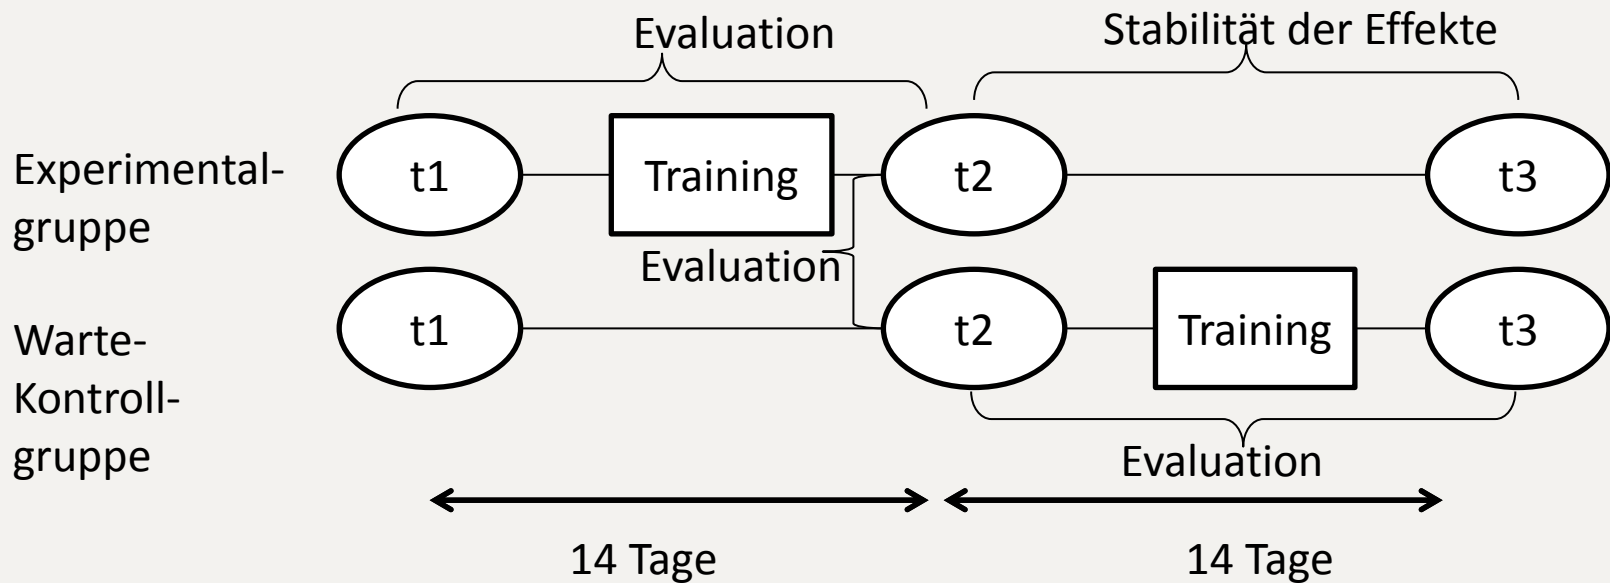 Evaluation
Stabilität der Effekte
Experimental-
gruppe
t1
Training
t2
t3
Evaluation
Warte-
Kontroll-
gruppe
t1
t2
Training
t3
Evaluation
14 Tage
14 Tage